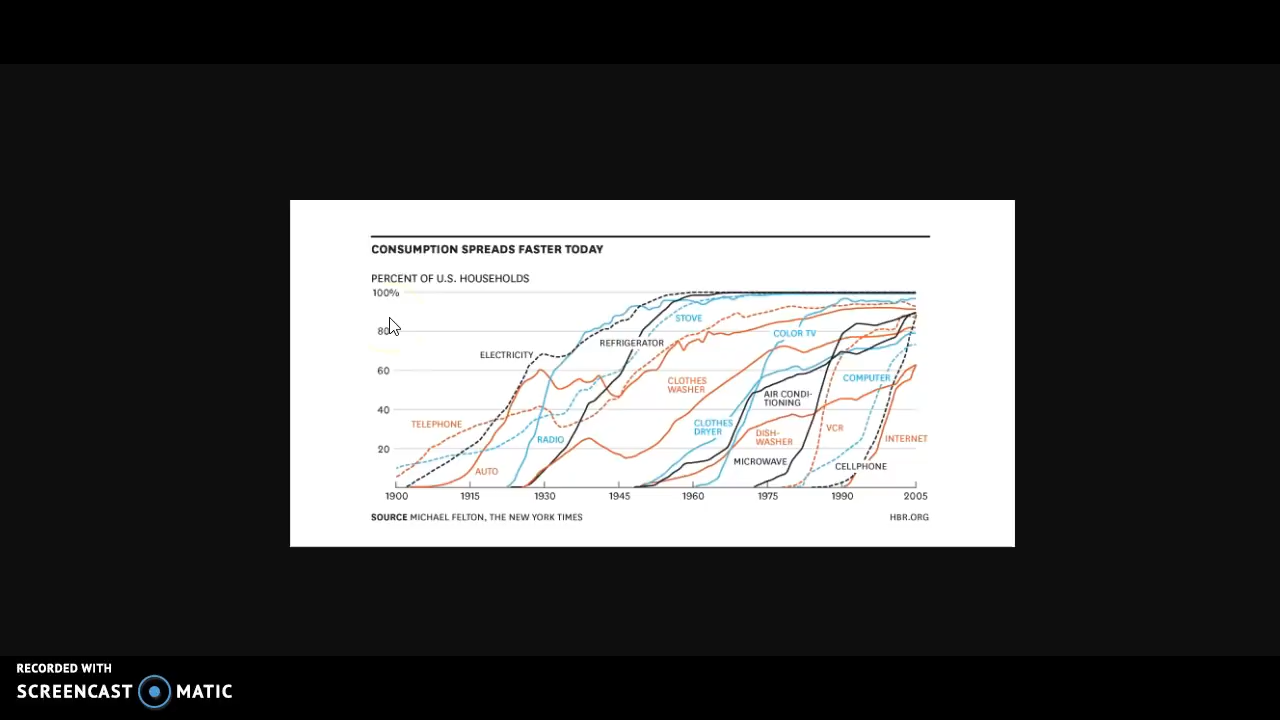 CONSUMPTION SPREADS FASTER TODAY
PERCENT OF U.S. HOUSEHOLDS
100%
80
60
40
20
STOVE
COLOR TV
REFRIGERATOR
ELECTRICITY
CLOTHES
WASHER
COMPUTER
AIR CONDI-
TIONING
TELEPHONE
CLOTHES
DRYER
VCR
DISH-
WASHER
RADIO
INTERNET
MICROWAVE
CELLPHONE
AUTO
1900 1915 1930 1945 1960 1975 1990 2005
SOURCE MICHAEL FELTON, THE NEW YORK TIMES
HBR.ORG
RECORDED WITH
SCREENCAST MATIC